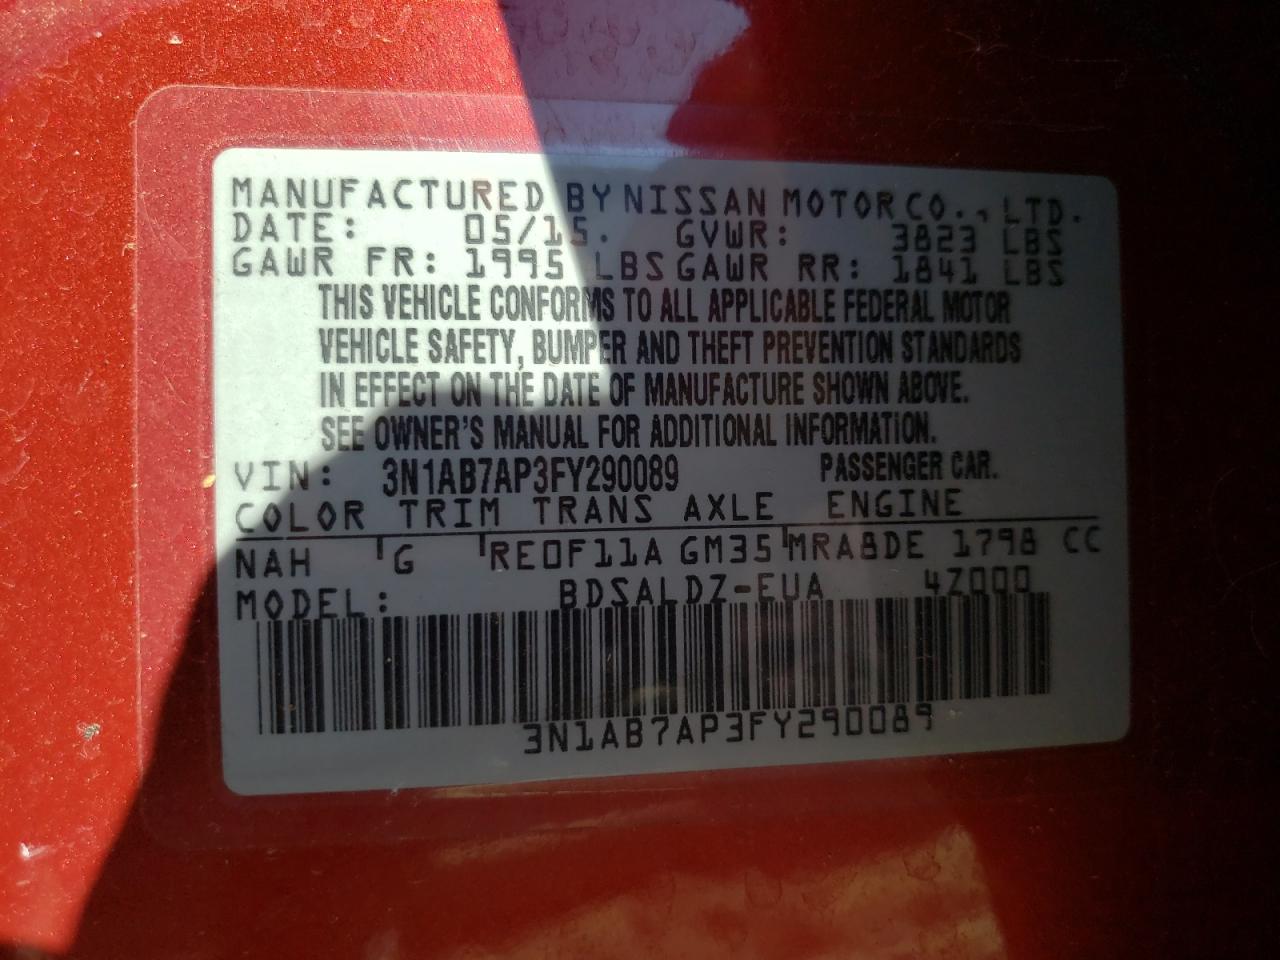 MANUFACTURED BY NISSAN MOTOR CO., LTD.
DATE: 05/15. GVWR: 3823 LBS
GAWR FR: 1995 LBS GAWR RR: 1841 LBS
THIS VEHICLE CONFORMS TO ALL APPLICABLE FEDERAL MOTOR
VEHICLE SAFETY, BUMPER AND THEFT PREVENTION STANDARDS
IN EFFECT ON THE DATE OF MANUFACTURE SHOWN ABOVE.
SEE OWNER'S MANUAL FOR ADDITIONAL INFORMATION.
VIN: 3N1AB7AP3FY290089 PASSENGER CAR.
COLOR TRIM TRANS AXLE ENGINE
NAH G RE0F11A GM35 MRA8DE 1798 CC
MODEL: BDSALDZ-EUA 4Z000
3N1AB7AP3FY290089